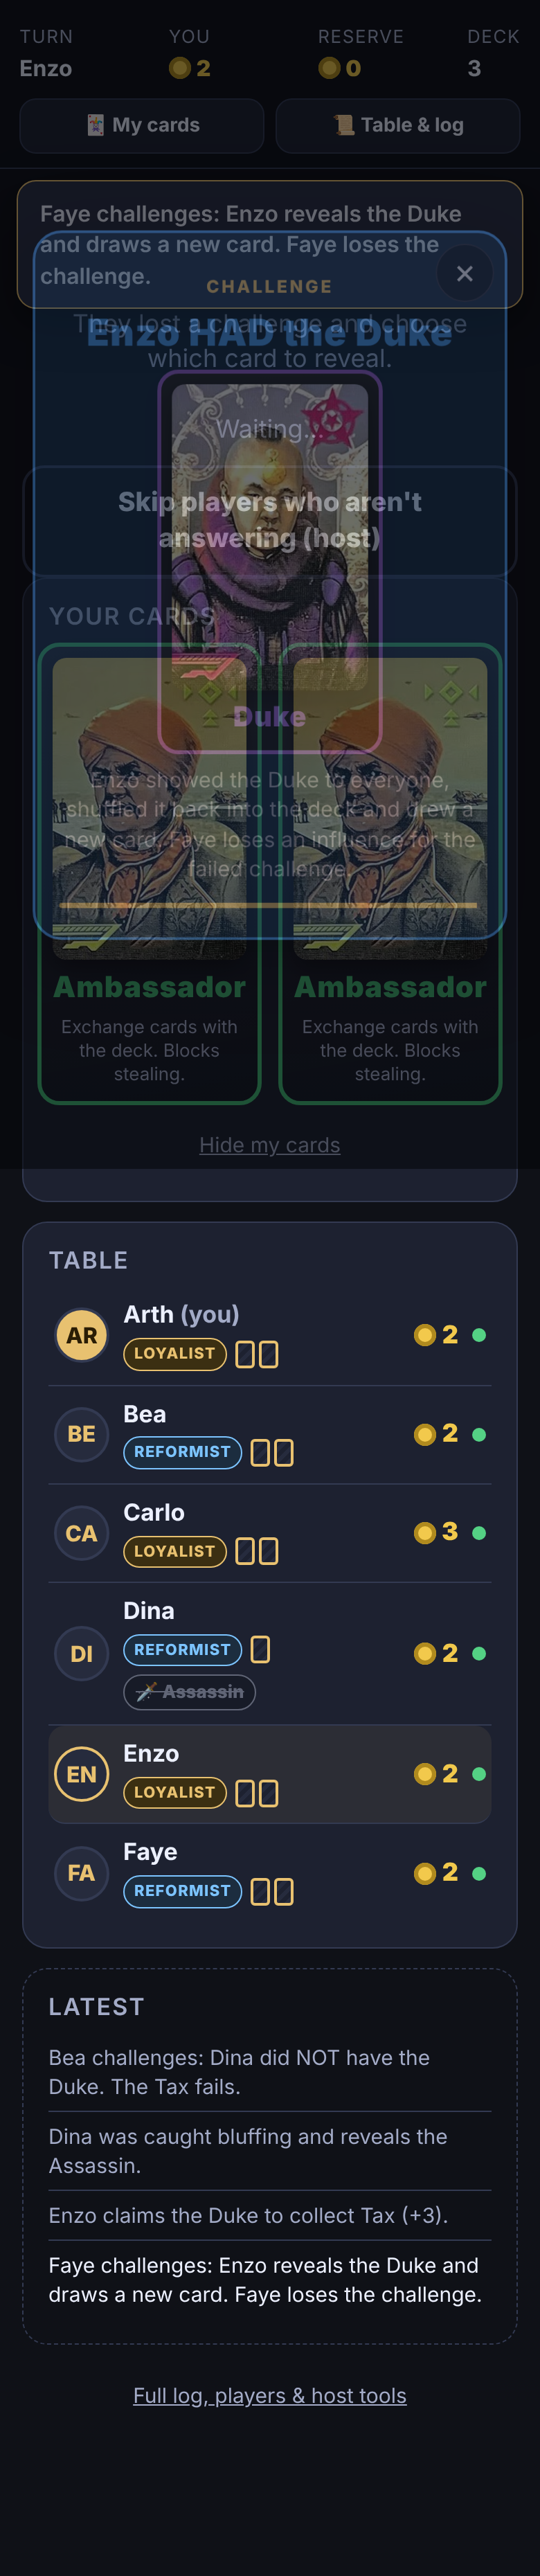 TURN
YOU
RESERVE
DECK
Enzo
2
0
3
🃏 My cards
📜 Table & log
Faye challenges: Enzo reveals the Duke
and draws a new card. Faye loses the
challenge.
×
CHALLENGE
Enzo HAD the Duke
They lost a challenge and choose
which card to reveal.
Waiting...
Skip players who aren't
answering (host)
YOUR CARDS
Duke
Enzo showed the Duke to everyone,
shuffled it back into the deck and drew a
new card. Faye loses an influence for the
failed challenge.
Ambassador
Exchange cards with
the deck. Blocks
stealing.
Ambassador
Exchange cards with
the deck. Blocks
stealing.
Hide my cards
TABLE
AR
Arth (you)
LOYALIST
2
BE
Bea
REFORMIST
2
CA
Carlo
LOYALIST
3
DI
Dina
REFORMIST
🗡️ Assassin
2
EN
Enzo
LOYALIST
2
FA
Faye
REFORMIST
2
LATEST
Bea challenges: Dina did NOT have the
Duke. The Tax fails.
Dina was caught bluffing and reveals the
Assassin.
Enzo claims the Duke to collect Tax (+3).
Faye challenges: Enzo reveals the Duke and
draws a new card. Faye loses the challenge.
Full log, players & host tools